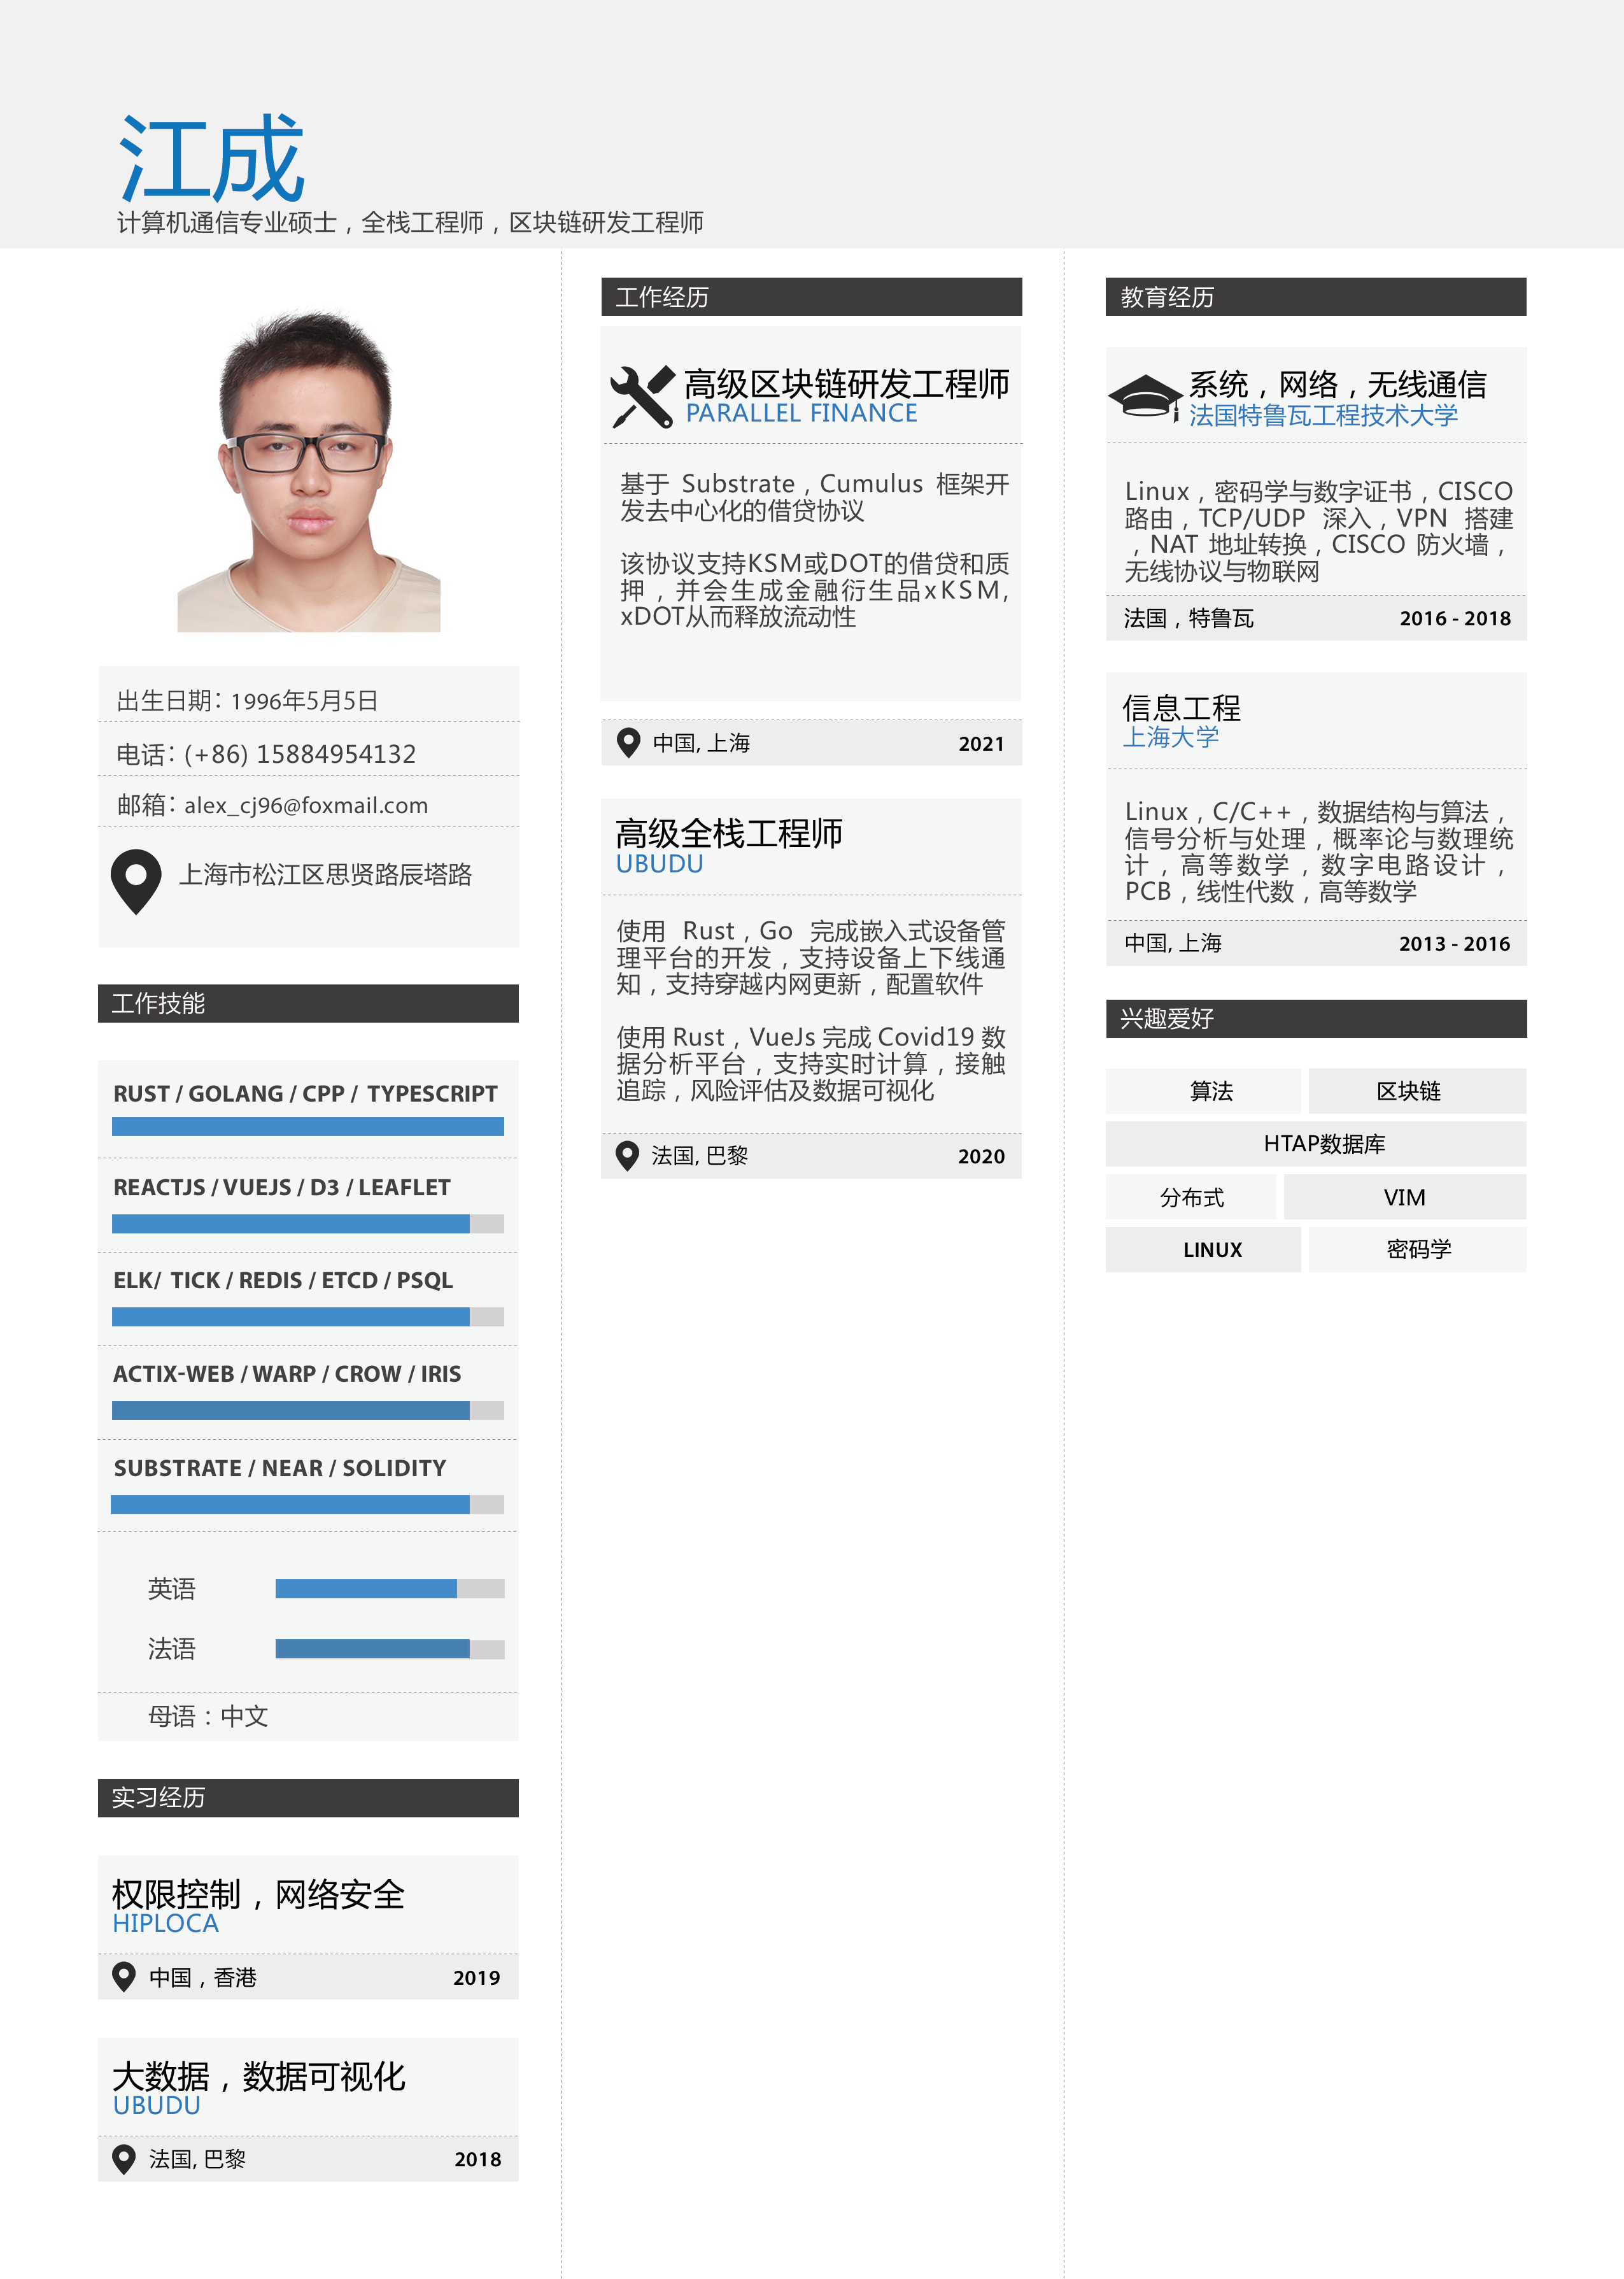 江成
计算机通信专业硕士，全栈工程师，区块链研发工程师
出生日期：1996年5月5日
电话：(+86) 15884954132
邮箱：alex_cj96@foxmail.com
上海市松江区思贤路辰塔路
工作技能
RUST / GOLANG / CPP / TYPESCRIPT
REACTJS / VUEJS / D3 / LEAFLET
ELK/ TICK / REDIS / ETCD / PSQL
ACTIX-WEB / WARP / CROW / IRIS
SUBSTRATE / NEAR / SOLIDITY
英语
法语
母语：中文
实习经历
权限控制，网络安全
HIPLOCA
中国，香港 2019
大数据，数据可视化
UBUDU
法国, 巴黎 2018
工作经历
高级区块链研发工程师
PARALLEL FINANCE
基于 Substrate，Cumulus 框架开
发去中心化的借贷协议
该协议支持KSM或DOT的借贷和质
押，并会生成金融衍生品xKSM,
xDOT从而释放流动性
中国, 上海 2021
高级全栈工程师
UBUDU
使用 Rust，Go 完成嵌入式设备管
理平台的开发，支持设备上下线通
知，支持穿越内网更新，配置软件
使用 Rust，VueJs 完成 Covid19 数
据分析平台，支持实时计算，接触
追踪，风险评估及数据可视化
法国, 巴黎 2020
教育经历
系统，网络，无线通信
法国特鲁瓦工程技术大学
Linux，密码学与数字证书，CISCO
路由，TCP/UDP 深入，VPN 搭建
，NAT 地址转换，CISCO 防火墙，
无线协议与物联网
法国，特鲁瓦 2016 - 2018
信息工程
上海大学
Linux，C/C++，数据结构与算法，
信号分析与处理，概率论与数理统
计，高等数学，数字电路设计，
PCB，线性代数，高等数学
中国, 上海 2013 - 2016
兴趣爱好
算法 区块链
HTAP数据库
分布式 VIM
LINUX 密码学